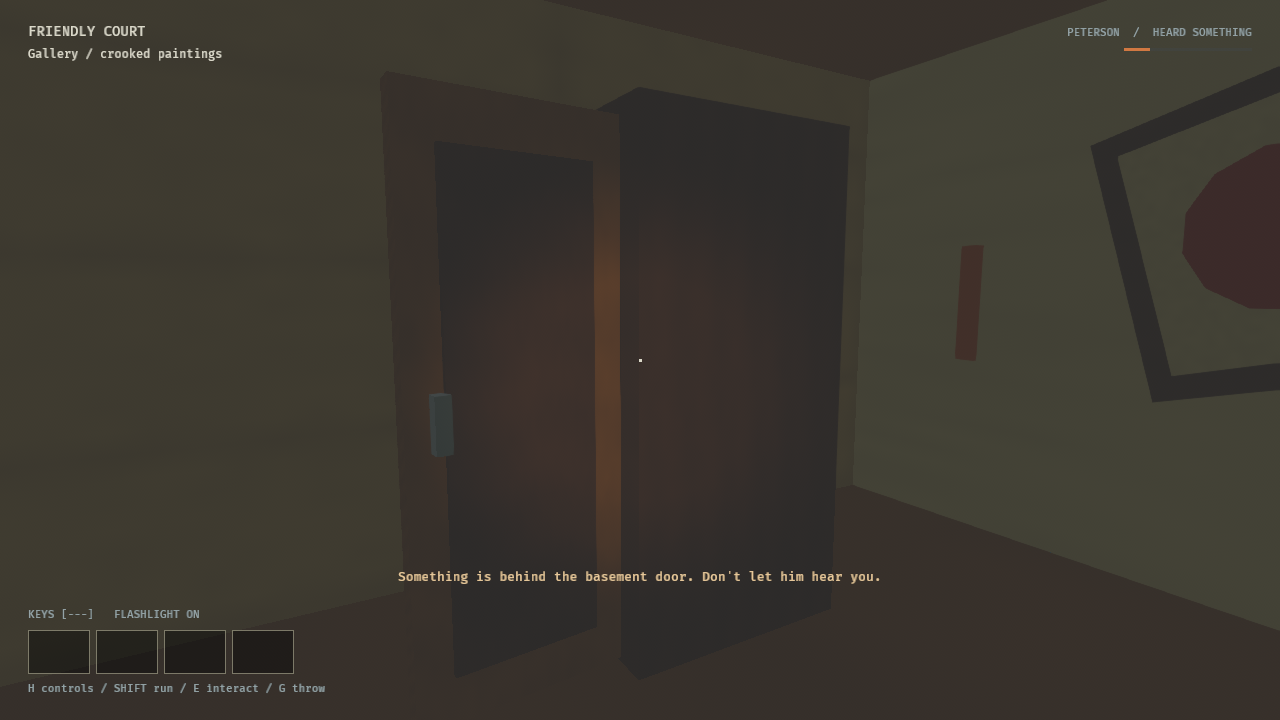 FRIENDLY COURT
Gallery / crooked paintings
PETERSON / HEARD SOMETHING
Something is behind the basement door. Don't let him hear you.
KEYS [---] FLASHLIGHT ON
H controls / SHIFT run / E interact / G throw